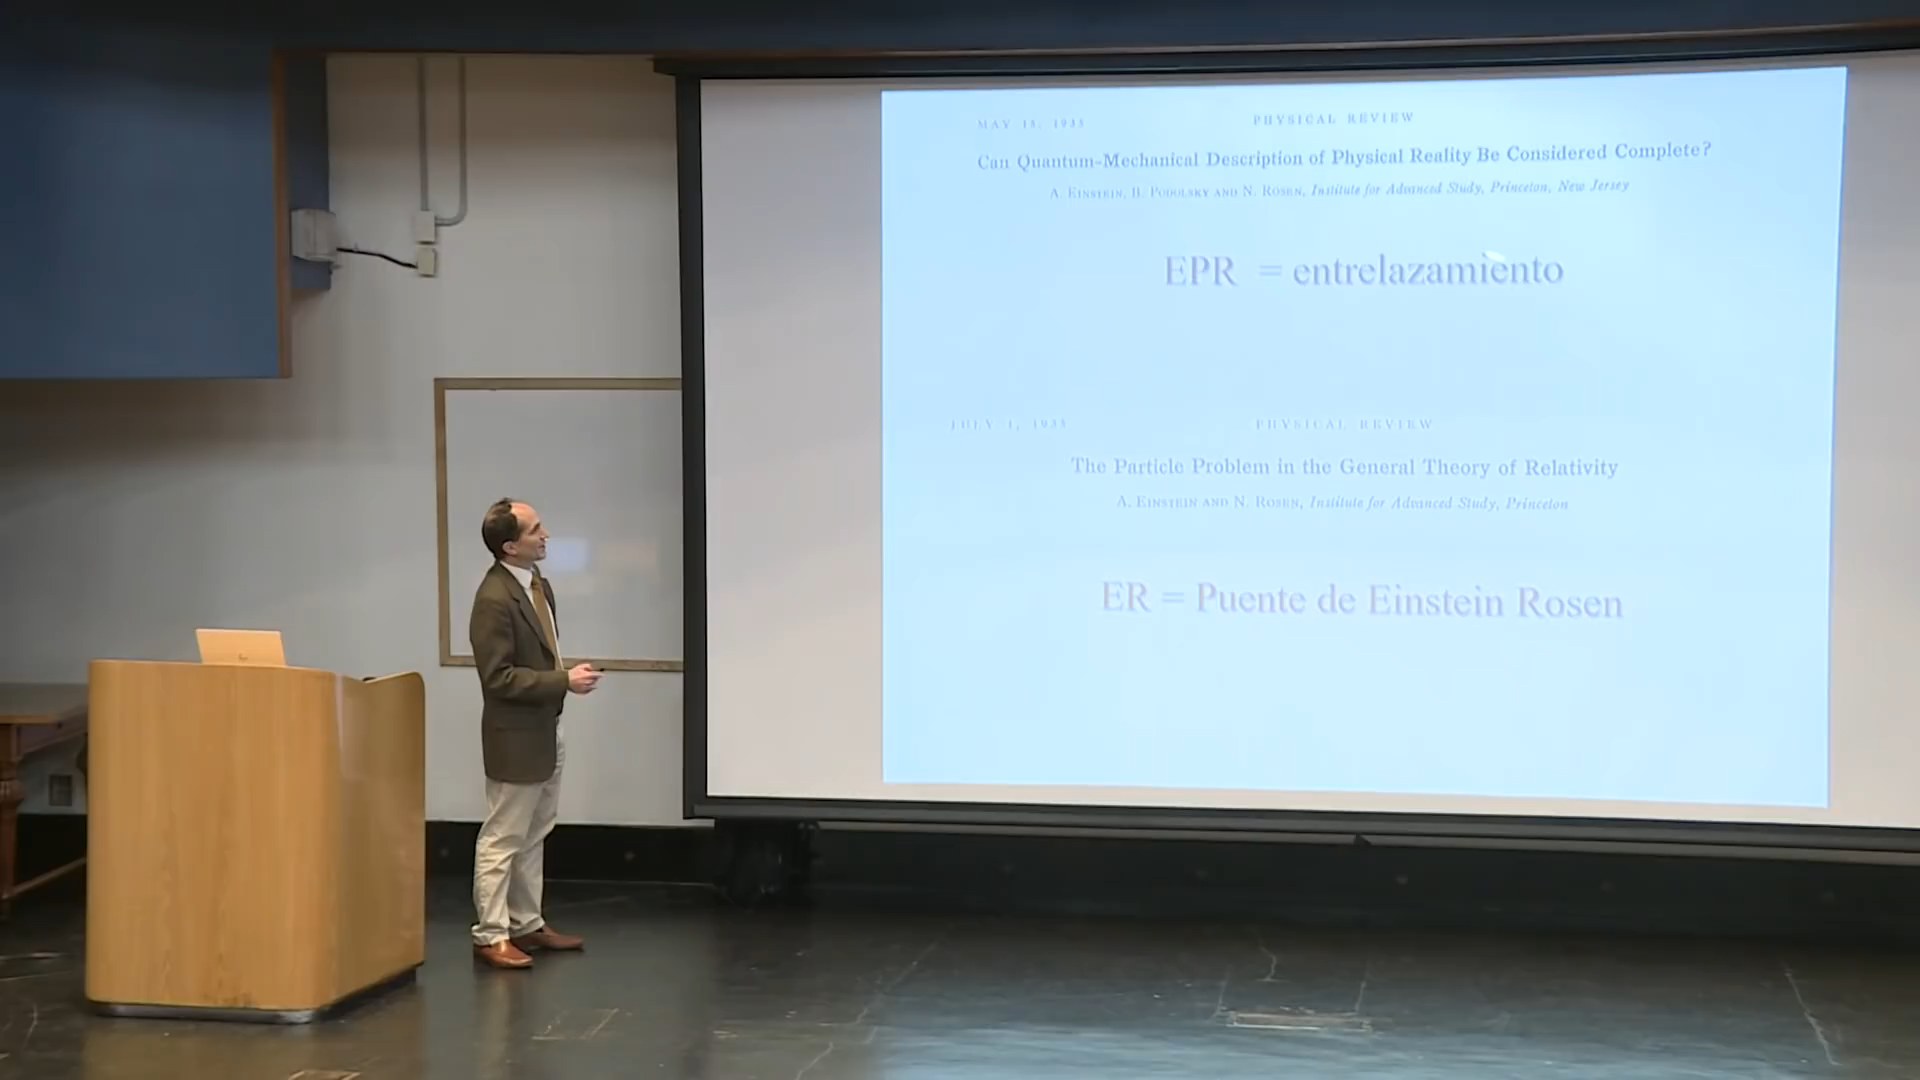 MAY 15, 1935 PHYSICAL REVIEW
Can Quantum-Mechanical Description of Physical Reality Be Considered Complete?
A. EINSTEIN, B. PODOLSKY AND N. ROSEN, Institute for Advanced Study, Princeton, New Jersey
EPR = entrelazamiento
JULY 1, 1935 PHYSICAL REVIEW
The Particle Problem in the General Theory of Relativity
A. EINSTEIN AND N. ROSEN, Institute for Advanced Study, Princeton
ER = Puente de Einstein Rosen